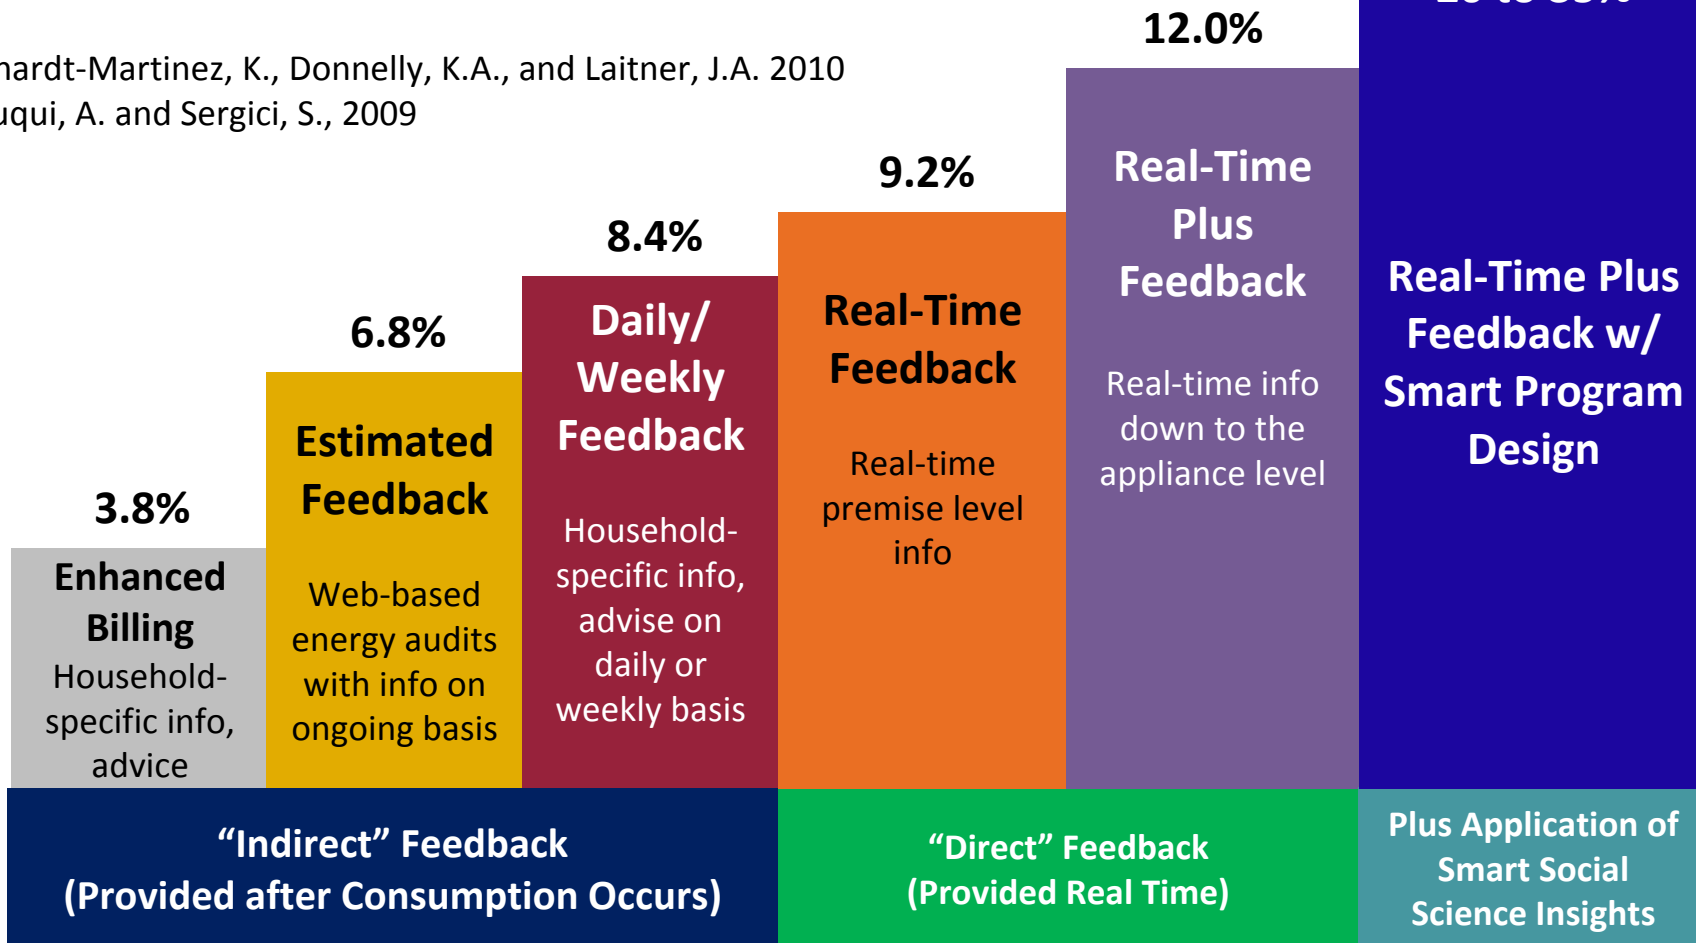 12.0%
hardt-Martinez, K., Donnelly, K.A., and Laitner, J.A. 2010
uqui, A. and Sergici, S., 2009
9.2%
8.4%
6.8%
3.8%
Enhanced
Billing
Household-
specific info,
advice
Estimated
Feedback
Web-based
energy audits
with info on
ongoing basis
Daily/
Weekly
Feedback
Household-
specific info,
advise on
daily or
weekly basis
Real-Time
Feedback
Real-time
premise level
info
Real-Time
Plus
Feedback
Real-time info
down to the
appliance level
Real-Time Plus
Feedback w/
Smart Program
Design
“Indirect” Feedback
(Provided after Consumption Occurs)
“Direct” Feedback
(Provided Real Time)
Plus Application of
Smart Social
Science Insights